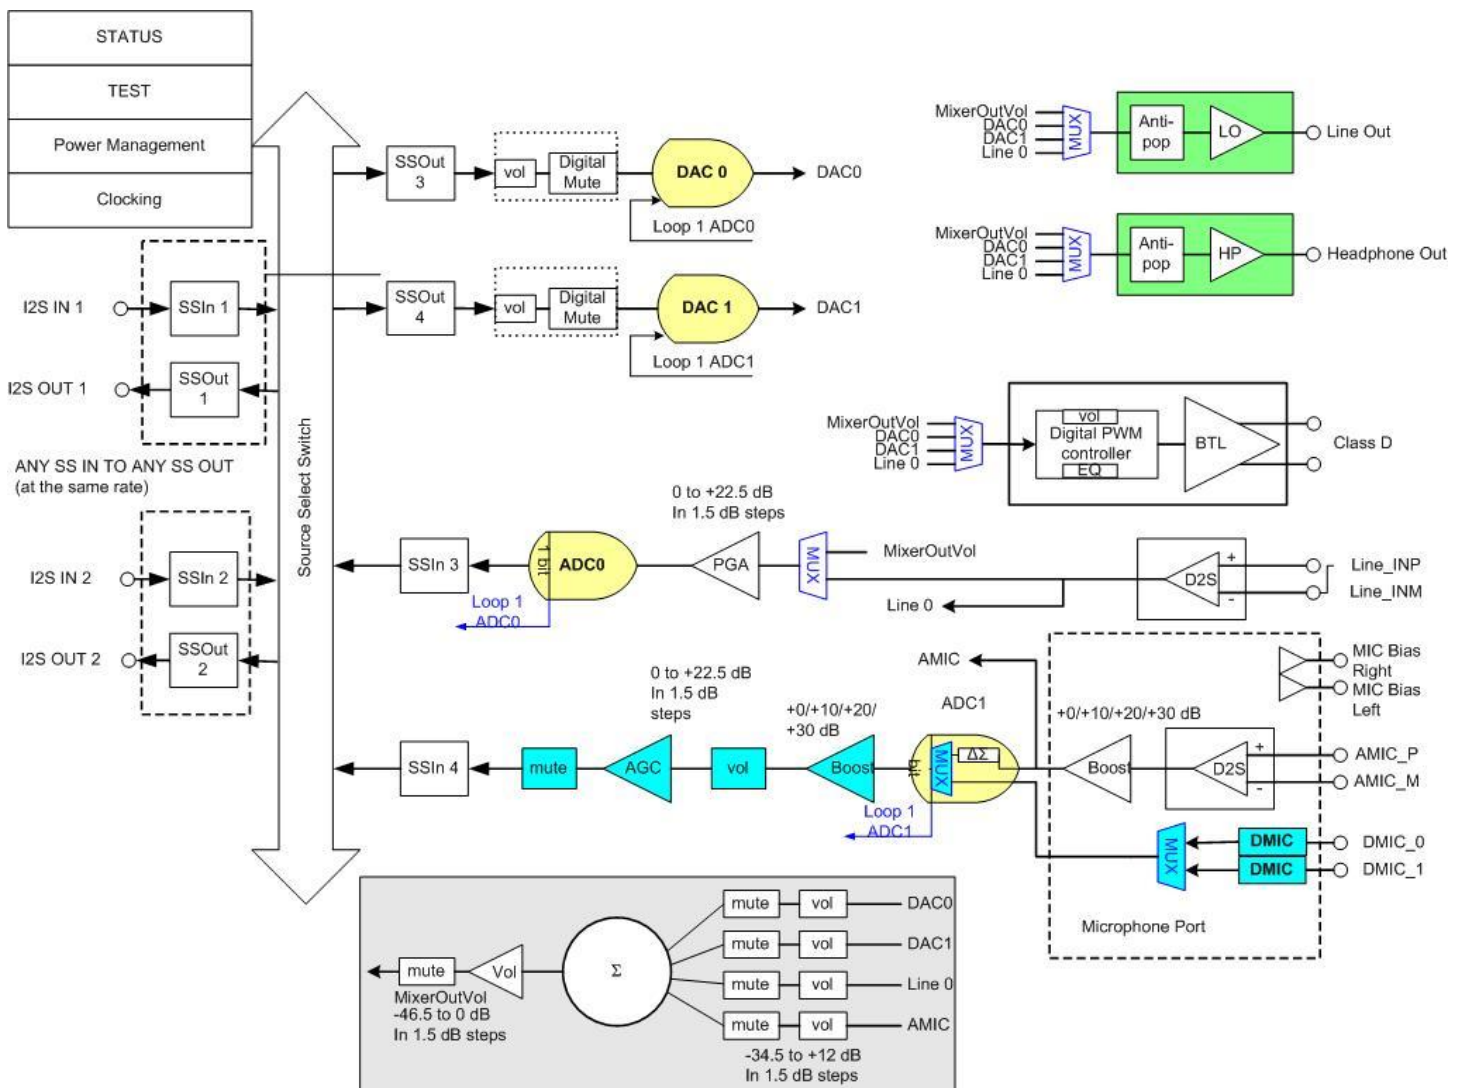 STATUS
TEST
Power Management
Clocking
I2S IN 1
SSIn 1
I2S OUT 1
SSOut
1
ANY SS IN TO ANY SS OUT
(at the same rate)
I2S IN 2
SSIn 2
I2S OUT 2
SSOut
2
Source Select Switch
SSOut
3
vol
Digital
Mute
DAC 0
DAC0
Loop 1 ADC0
SSOut
4
vol
Digital
Mute
DAC 1
DAC1
Loop 1 ADC1
MixerOutVol
DAC0
DAC1
Line 0
MUX
Anti-
pop
LO
Line Out
MixerOutVol
DAC0
DAC1
Line 0
MUX
Anti-
pop
HP
Headphone Out
MixerOutVol
DAC0
DAC1
Line 0
MUX
vol
Digital PWM
controller
EQ
BTL
Class D
SSIn 3
1 bit
ADC0
Loop 1
ADC0
0 to +22.5 dB
In 1.5 dB steps
PGA
MUX
MixerOutVol
Line 0
D2S
+
-
Line_INP
Line_INM
SSIn 4
mute
0 to +22.5 dB
In 1.5 dB
steps
AGC
vol
+0/+10/+20/
+30 dB
Boost
AMIC
ADC1
bit
MUX
ΔΣ
Loop 1
ADC1
+0/+10/+20/+30 dB
Boost
D2S
+
-
MIC Bias
Right
MIC Bias
Left
AMIC_P
AMIC_M
MUX
DMIC
DMIC
DMIC_0
DMIC_1
Microphone Port
mute
vol
DAC0
mute
vol
DAC1
mute
vol
Line 0
mute
vol
AMIC
Σ
Vol
mute
MixerOutVol
-46.5 to 0 dB
In 1.5 dB steps
-34.5 to +12 dB
In 1.5 dB steps